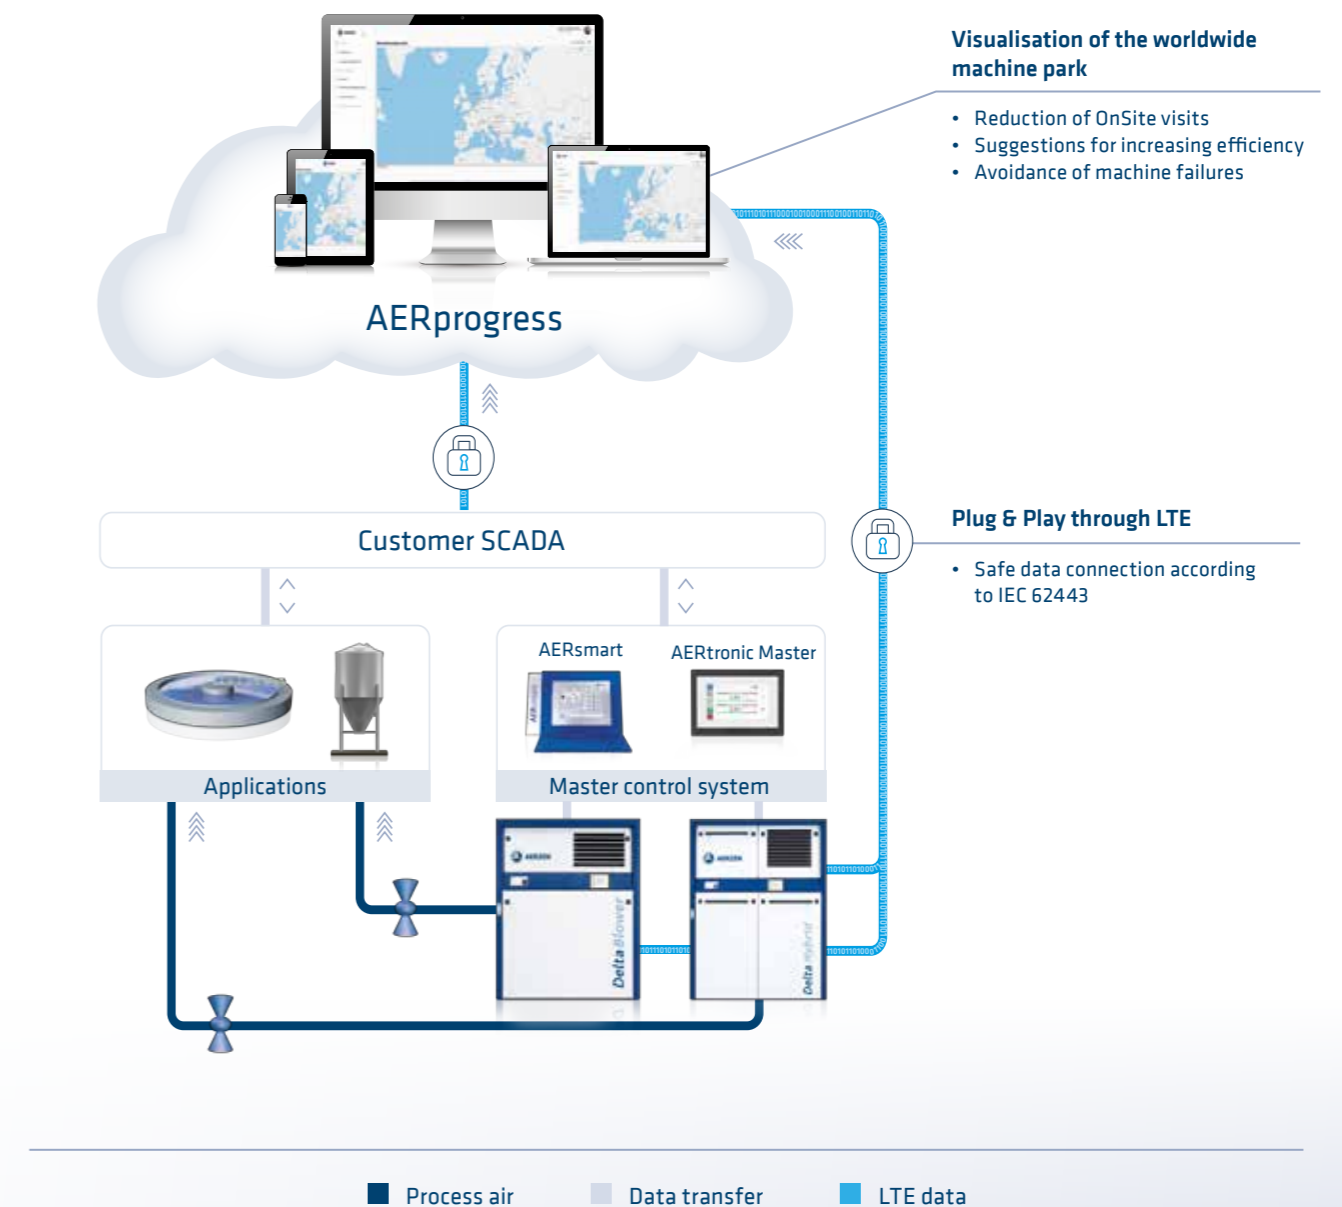 Visualisation of the worldwide
machine park
• Reduction of OnSite visits
• Suggestions for increasing efficiency
• Avoidance of machine failures
AERprogress
Customer SCADA
Plug & Play through LTE
• Safe data connection according
to IEC 62443
AERsmart
AERtronic Master
Applications
Master control system
AERZEN
AERZEN
Delta Blower
Delta Hybrid
Process air
Data transfer
LTE data